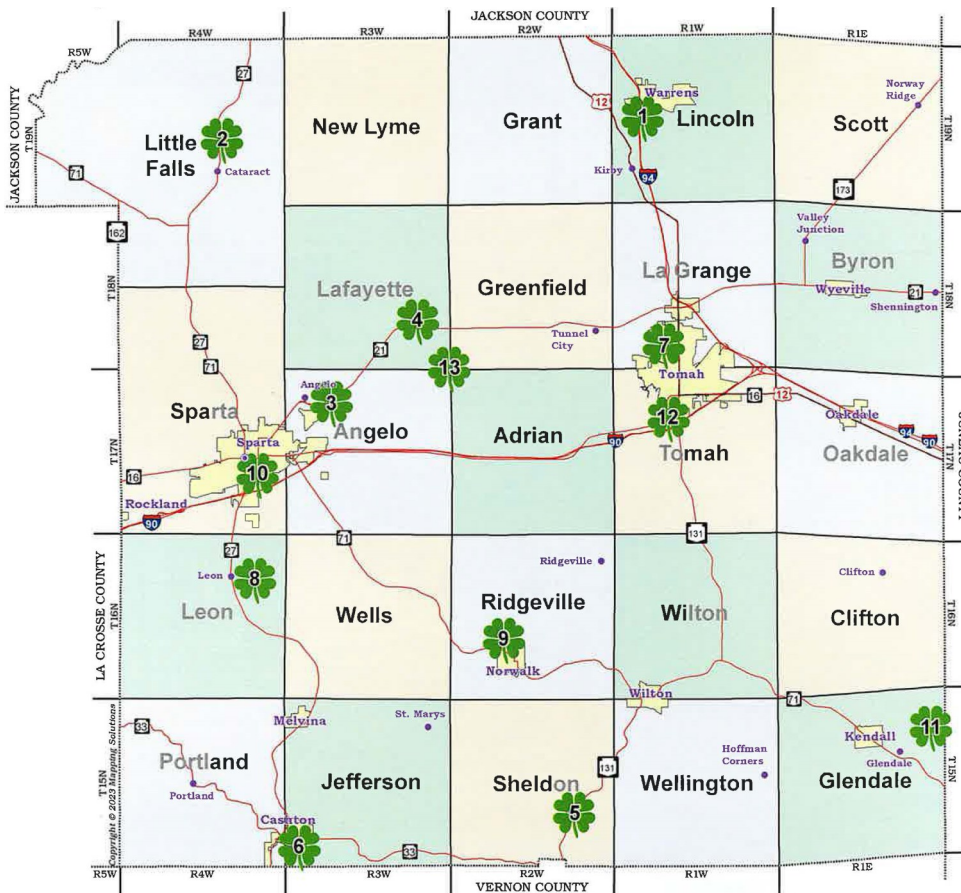 JACKSON COUNTY
R5W
R4W
R3W
R2W
R1W
R1E
JACKSON COUNTY
T19N
27
71
162
Little
Falls
2
Cataract
New Lyme
Grant
12
Warrens
1
Lincoln
Kirby
94
Scott
Norway
Ridge
173
T19N
T18N
Lafayette
4
21
13
Greenfield
Tunnel
City
La Grange
7
Tomah
Valley
Junction
Byron
Wyeville
21
Shennington
T18N
27
71
Sparta
Sparta
10
16
Rockland
90
Angelo
3
Angelo
Adrian
90
12
Tomah
16
12
Oakdale
94
90
Oakdale
T17N
T17N
LA CROSSE COUNTY
T16N
27
Leon
8
Leon
71
Wells
Ridgeville
Ridgeville
9
Norwalk
131
Wilton
Wilton
Clifton
Clifton
T16N
T15N
Copyright © 2023 Mapping Solutions
33
Portland
Portland
Melvina
Cashton
6
St. Marys
Jefferson
33
Sheldon
131
5
Hoffman
Corners
Wellington
71
Kendall
11
Glendale
Glendale
T15N
R5W
R4W
R3W
R2W
R1W
R1E
VERNON COUNTY